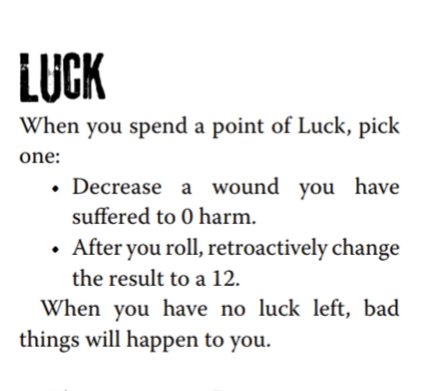 LUCK
When you spend a point of Luck, pick
one:
• Decrease a wound you have
suffered to 0 harm.
• After you roll, retroactively change
the result to a 12.
When you have no luck left, bad
things will happen to you.